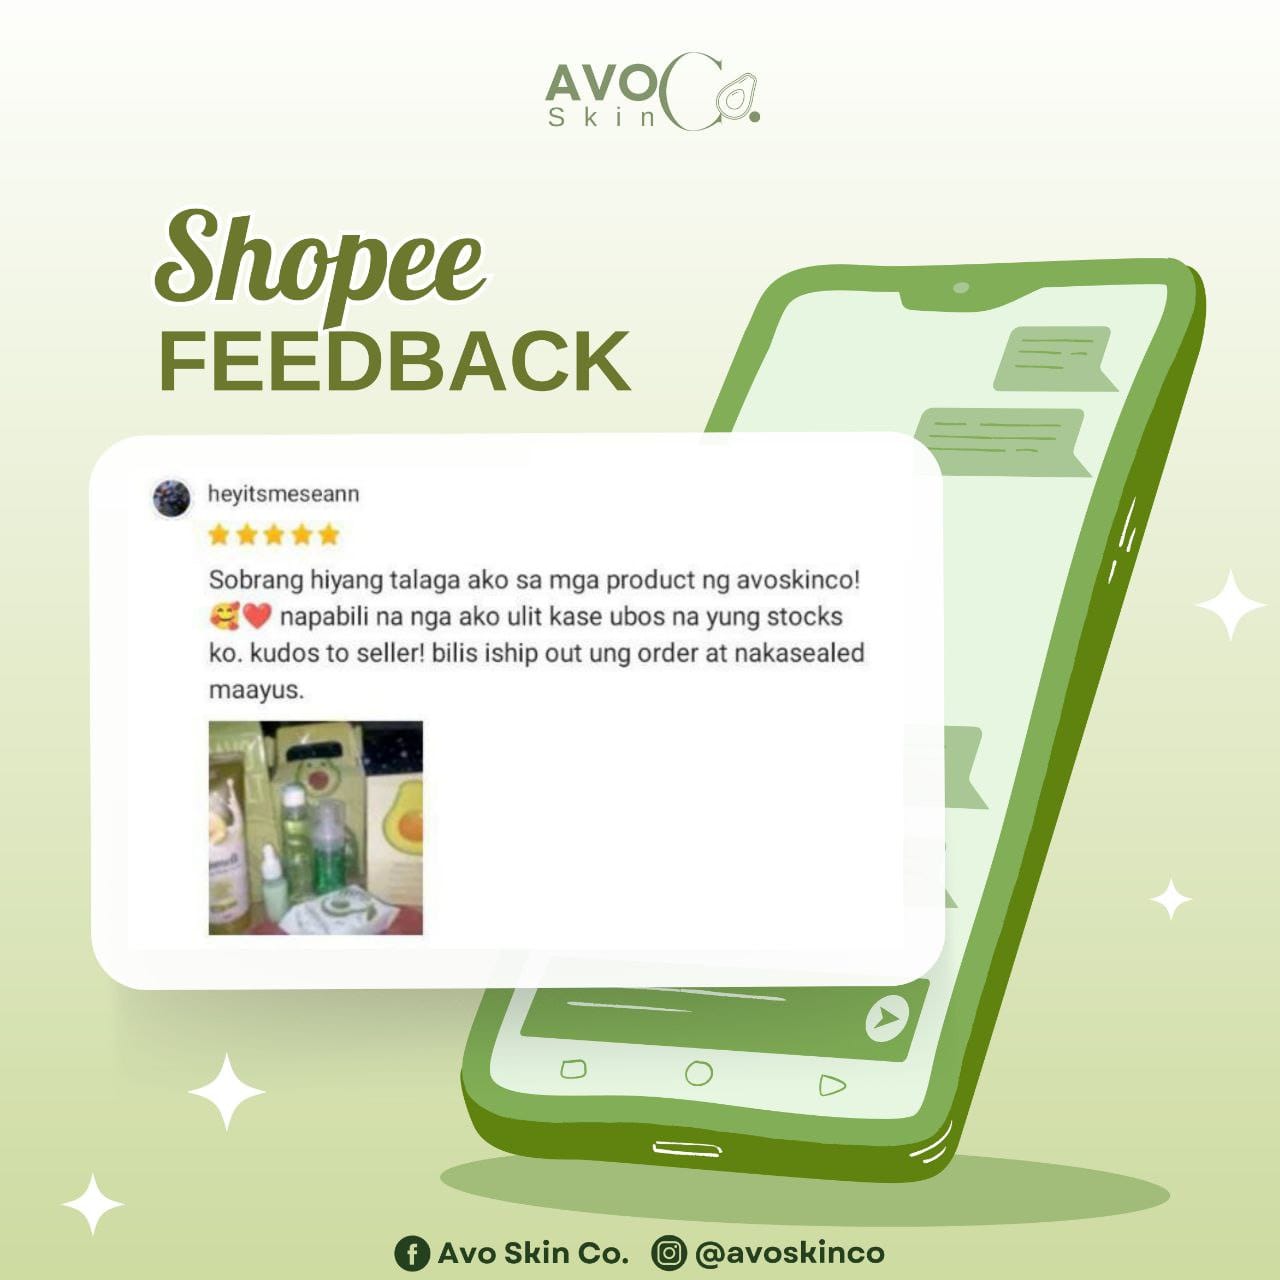 AVO Co.
Skin
Shopee
FEEDBACK
heyitsmeseann
Sobrang hiyang talaga ako sa mga product ng avoskinco!
🥰❤️ napabili na nga ako ulit kase ubos na yung stocks
ko. kudos to seller! bilis iship out ung order at nakasealed
maayus.
Avo Skin Co. @avoskinco